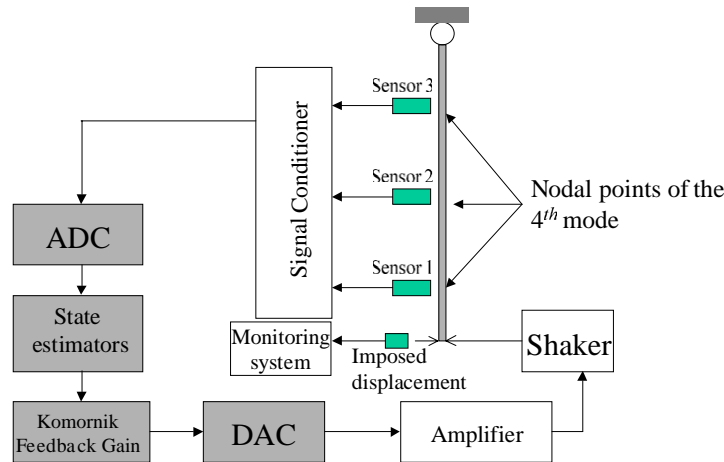 Sensor 3
Sensor 2
Sensor 1
Signal Conditioner
Nodal points of the
4th mode
ADC
State
estimators
Komornik
Feedback Gain
DAC
Amplifier
Shaker
Monitoring
system
Imposed
displacement